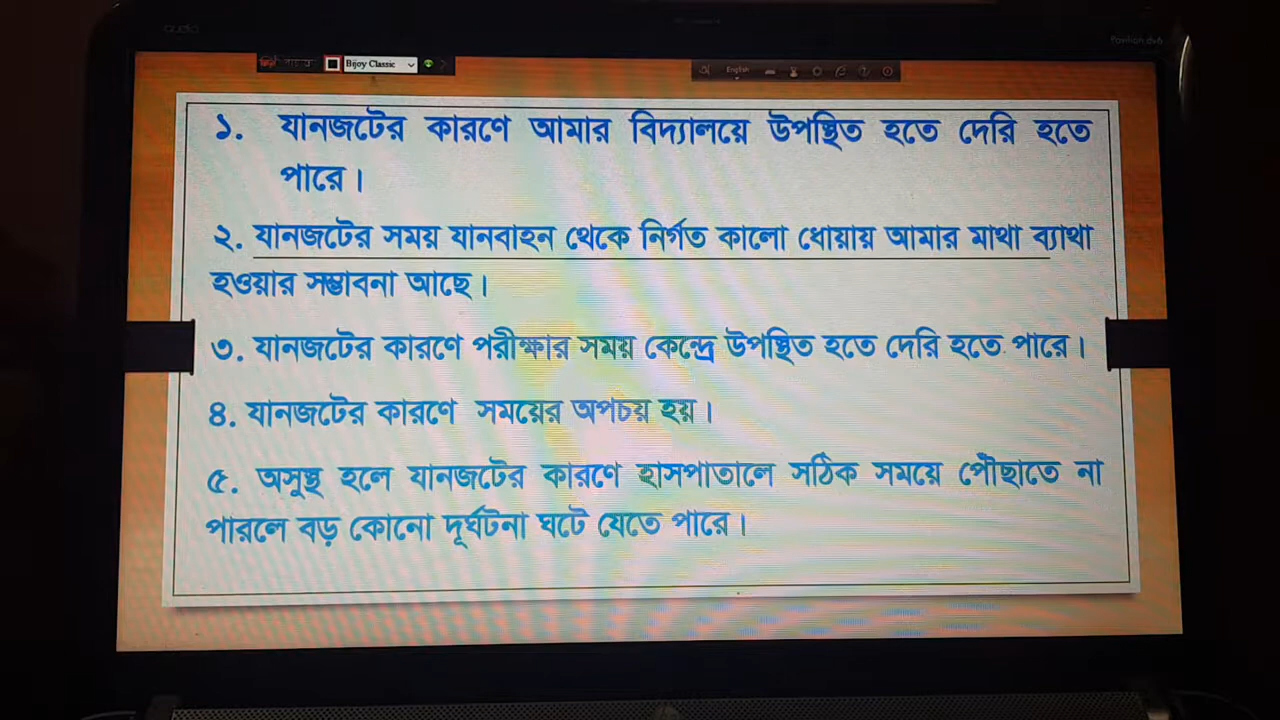 Bijoy Classic
English
Pavilion dv6
১. যানজটের কারণে আমার বিদ্যালয়ে উপস্থিত হতে দেরি হতে
পারে।
২. যানজটের সময় যানবাহন থেকে নির্গত কালো ধোয়ায় আমার মাথা ব্যাথা
হওয়ার সম্ভাবনা আছে।
৩. যানজটের কারণে পরীক্ষার সময় কেন্দ্রে উপস্থিত হতে দেরি হতে পারে।
৪. যানজটের কারণে সময়ের অপচয় হয়।
৫. অসুস্থ হলে যানজটের কারণে হাসপাতালে সঠিক সময়ে পৌঁছাতে না
পারলে বড় কোনো দূর্ঘটনা ঘটে যেতে পারে।